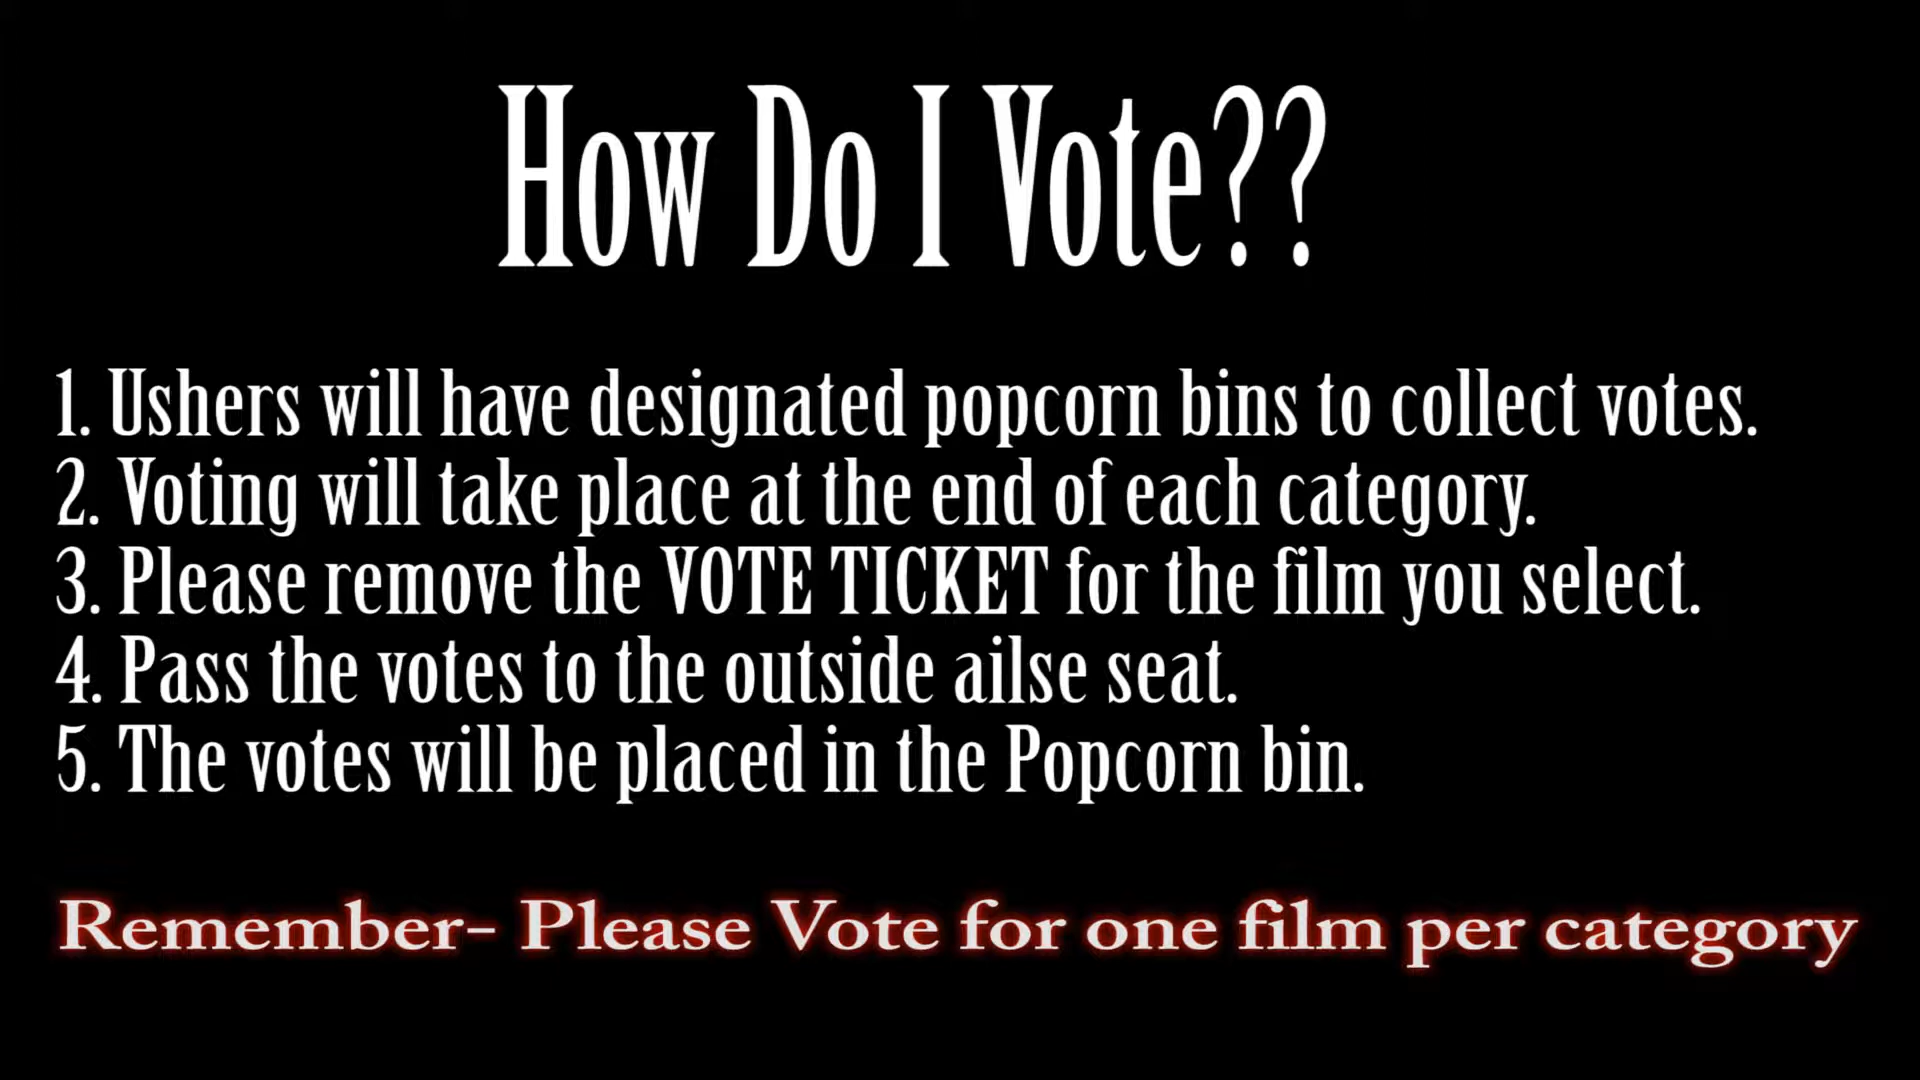 How Do I Vote??
1. Ushers will have designated popcorn bins to collect votes.
2. Voting will take place at the end of each category.
3. Please remove the VOTE TICKET for the film you select.
4. Pass the votes to the outside ailse seat.
5. The votes will be placed in the Popcorn bin.
Remember- Please Vote for one film per category